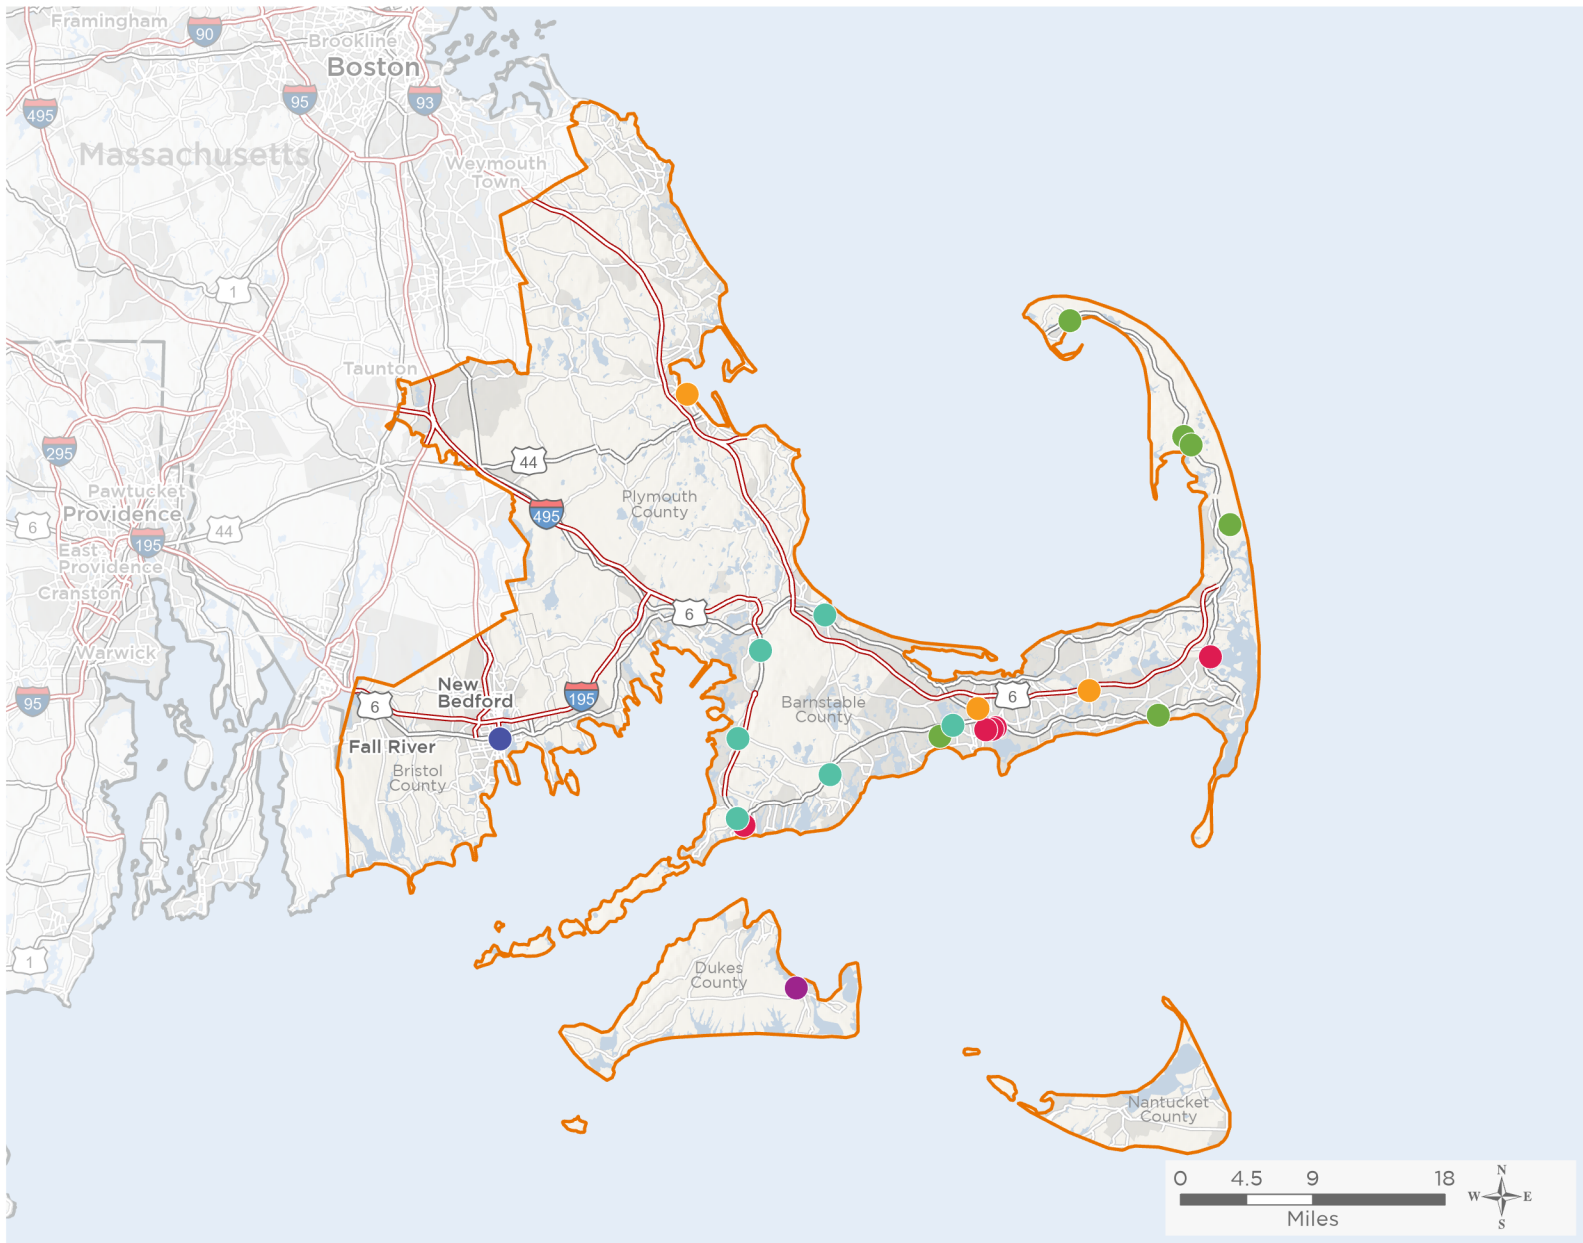 Framingham
90
Brookline
Boston
95
93
495
Massachusetts
Weymouth
Town
1
Taunton
295
44
Pawtucket
Providence
Plymouth
County
495
6
44
195
East
Providence
Cranston
6
Warwick
95
New
Bedford
195
6
6
Barnstable
County
Fall River
Bristol
County
1
Dukes
County
Nantucket
County
0 4.5 9 18
Miles
N
W E
S